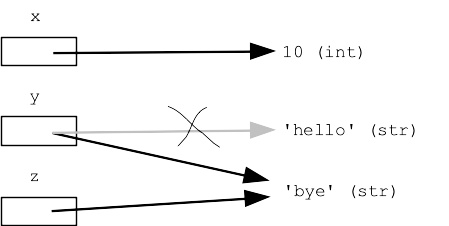 x
10 (int)
y
'hello' (str)
z
'bye' (str)